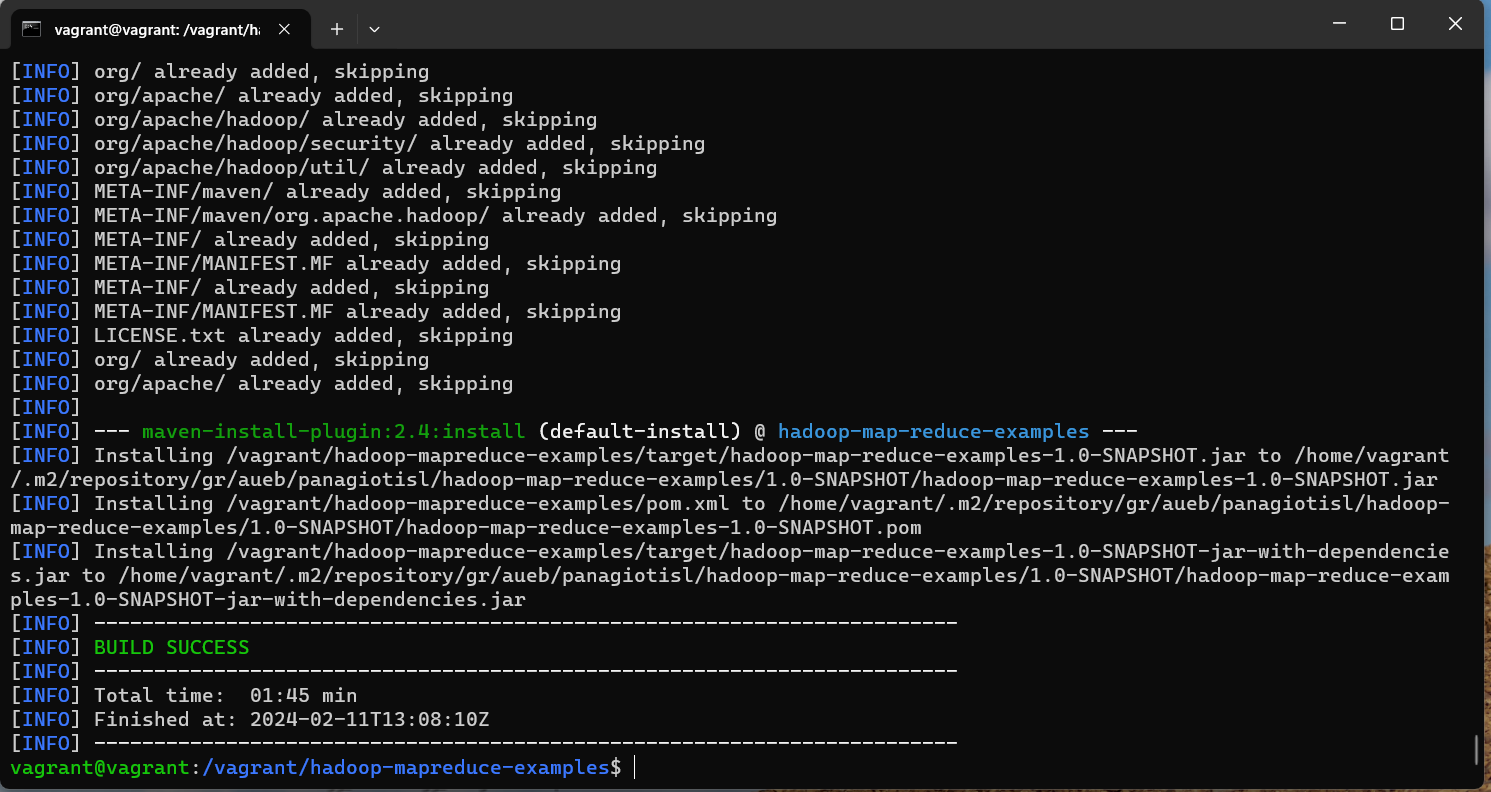 vagrant@vagrant: /vagrant/ha
[INFO] org/ already added, skipping
[INFO] org/apache/ already added, skipping
[INFO] org/apache/hadoop/ already added, skipping
[INFO] org/apache/hadoop/security/ already added, skipping
[INFO] org/apache/hadoop/util/ already added, skipping
[INFO] META-INF/maven/ already added, skipping
[INFO] META-INF/maven/org.apache.hadoop/ already added, skipping
[INFO] META-INF/ already added, skipping
[INFO] META-INF/MANIFEST.MF already added, skipping
[INFO] META-INF/ already added, skipping
[INFO] META-INF/MANIFEST.MF already added, skipping
[INFO] LICENSE.txt already added, skipping
[INFO] org/ already added, skipping
[INFO] org/apache/ already added, skipping
[INFO]
[INFO] --- maven-install-plugin:2.4:install (default-install) @ hadoop-map-reduce-examples ---
[INFO] Installing /vagrant/hadoop-mapreduce-examples/target/hadoop-map-reduce-examples-1.0-SNAPSHOT.jar to /home/vagrant
/.m2/repository/gr/aueb/panagiotisl/hadoop-map-reduce-examples/1.0-SNAPSHOT/hadoop-map-reduce-examples-1.0-SNAPSHOT.jar
[INFO] Installing /vagrant/hadoop-mapreduce-examples/pom.xml to /home/vagrant/.m2/repository/gr/aueb/panagiotisl/hadoop-
map-reduce-examples/1.0-SNAPSHOT/hadoop-map-reduce-examples-1.0-SNAPSHOT.pom
[INFO] Installing /vagrant/hadoop-mapreduce-examples/target/hadoop-map-reduce-examples-1.0-SNAPSHOT-jar-with-dependencie
s.jar to /home/vagrant/.m2/repository/gr/aueb/panagiotisl/hadoop-map-reduce-examples/1.0-SNAPSHOT/hadoop-map-reduce-exam
ples-1.0-SNAPSHOT-jar-with-dependencies.jar
[INFO] ------------------------------------------------------------------------
[INFO] BUILD SUCCESS
[INFO] ------------------------------------------------------------------------
[INFO] Total time:  01:45 min
[INFO] Finished at: 2024-02-11T13:08:10Z
[INFO] ------------------------------------------------------------------------
vagrant@vagrant:/vagrant/hadoop-mapreduce-examples$